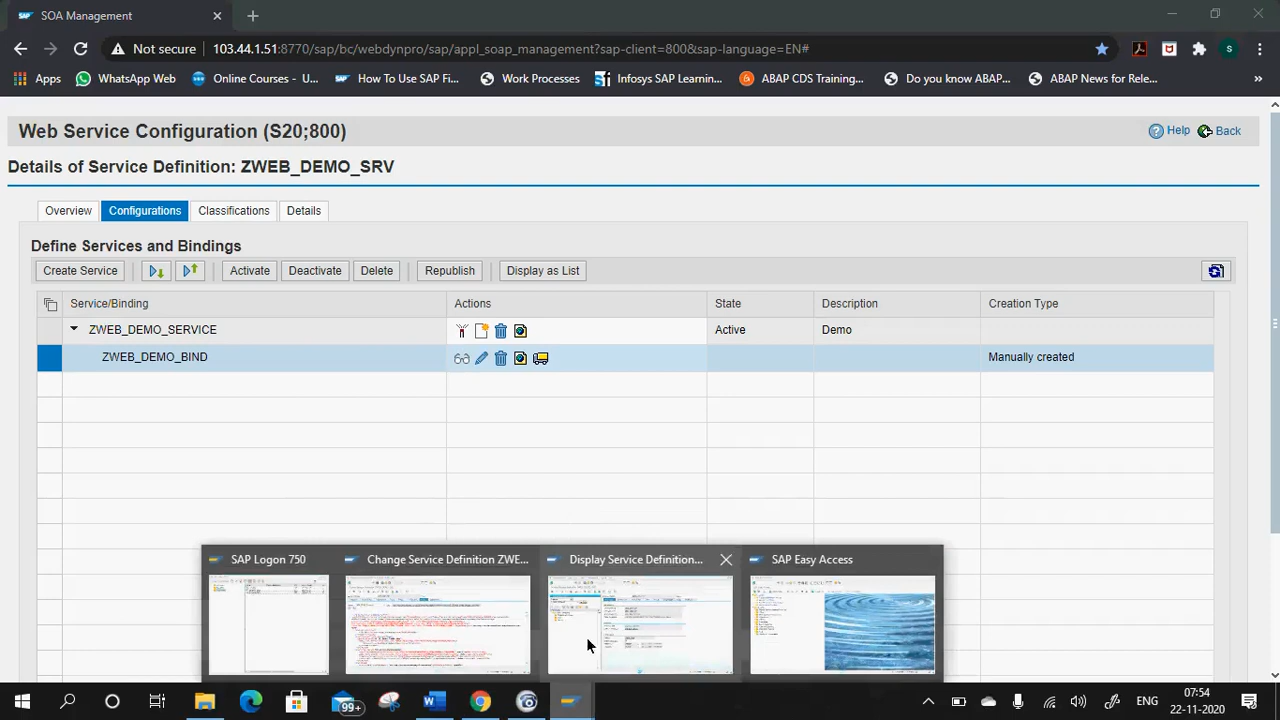 SOA Management
Not secure
103.44.1.51:8770/sap/bc/webdynpro/sap/appl_soap_management?sap-client=800&sap-language=EN#
S
Apps
WhatsApp Web
Online Courses - U...
How To Use SAP Fi...
Work Processes
Infosys SAP Learnin...
ABAP CDS Training...
Do you know ABAP...
ABAP News for Rele...
»
Web Service Configuration (S20;800)
Help
Back
Details of Service Definition: ZWEB_DEMO_SRV
Overview
Configurations
Classifications
Details
Define Services and Bindings
Create Service
Activate
Deactivate
Delete
Republish
Display as List
Service/Binding
Actions
State
Description
Creation Type
ZWEB_DEMO_SERVICE
Active
Demo
ZWEB_DEMO_BIND
Manually created
SAP Logon 750
Change Service Definition ZWE...
Display Service Definition...
SAP Easy Access
99+
ENG
07:54
22-11-2020